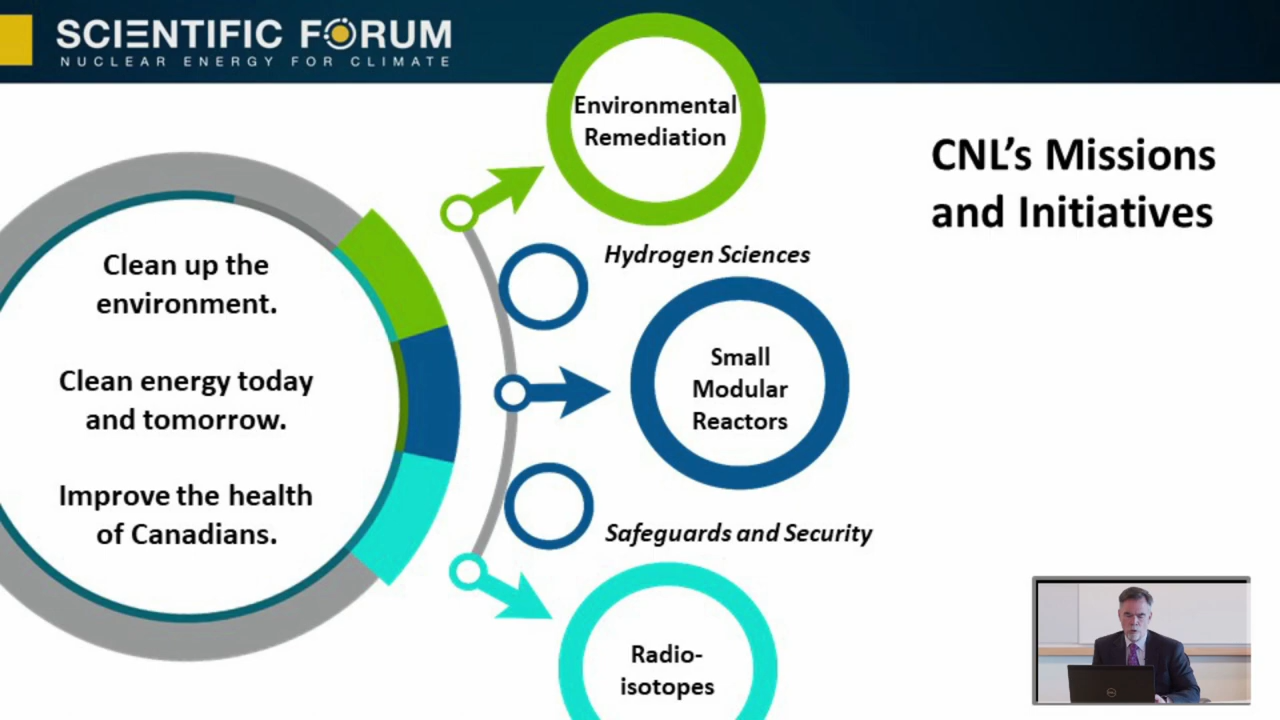 SCIENTIFIC FORUM
NUCLEAR ENERGY FOR CLIMATE
CNL’s Missions
and Initiatives
Clean up the
environment.
Clean energy today
and tomorrow.
Improve the health
of Canadians.
Environmental
Remediation
Hydrogen Sciences
Small
Modular
Reactors
Safeguards and Security
Radio-
isotopes